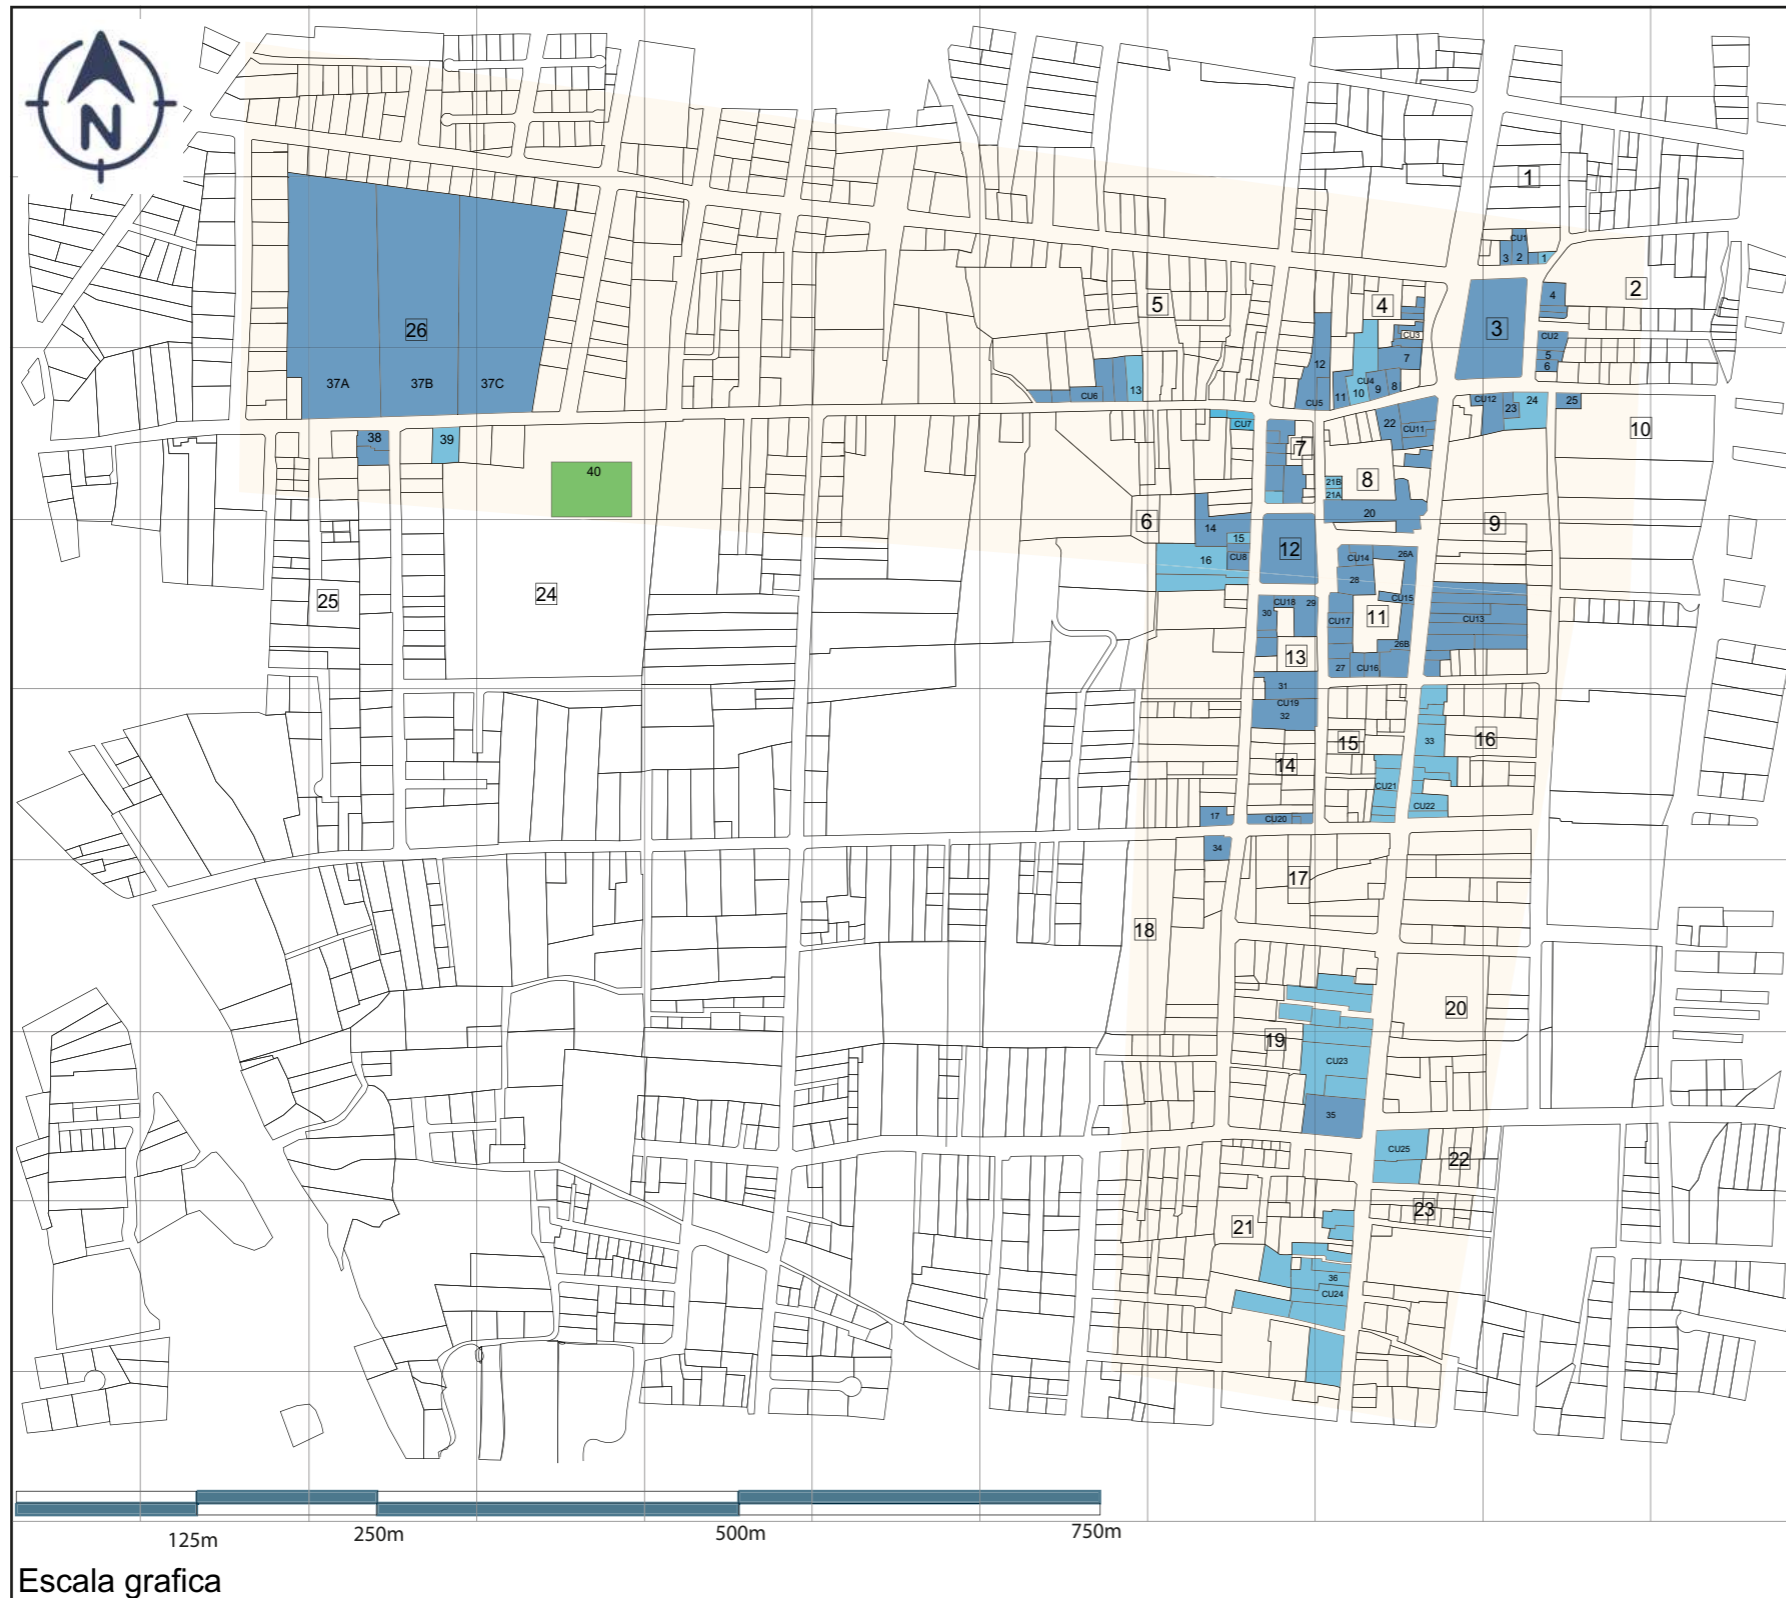 N
1
CU1
3 2 1
2
4
3
CU2
5
6
5
4
CU3
7
12
CU4
11 10 9 8
CU5
26
37A 37B 37C
CU6
13
CU7
CU12
23
24
25
10
22
CU11
7
8
21B
21A
20
38
39
40
6
14
15
16
CU8
12
9
CU14
26A
28
CU15
11
CU17
CU13
26B
27
CU16
CU18
29
30
13
31
CU19
32
25
24
15
33
16
14
CU21
CU22
17
CU20
34
17
18
20
19
CU23
35
CU25
22
23
21
36
CU24
125m
250m
500m
750m
Escala grafica